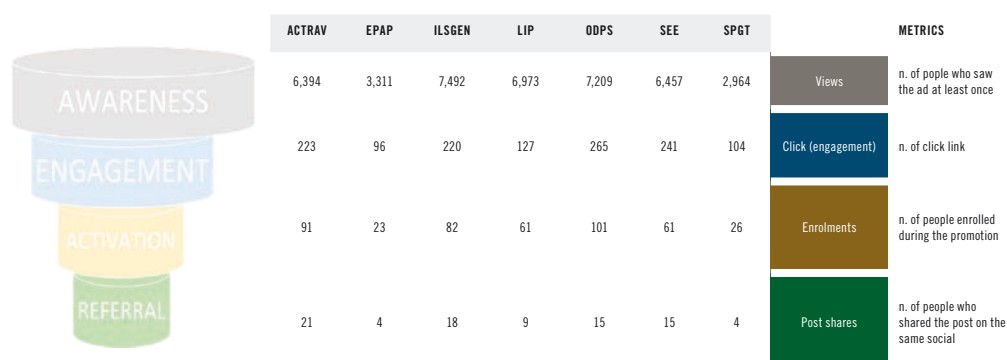 ACTRAV EPAP ILSGEN LIP ODPS SEE SPGT METRICS
AWARENESS
6,394 3,311 7,492 6,973 7,209 6,457 2,964 Views
n. of pople who saw
the ad at least once
ENGAGEMENT
223 96 220 127 265 241 104 Click (engagement) n. of click link
ACTIVATION
91 23 82 61 101 61 26 Enrolments
n. of people enrolled
during the promotion
REFERRAL
21 4 18 9 15 15 4 Post shares
n. of people who
shared the post on the
same social